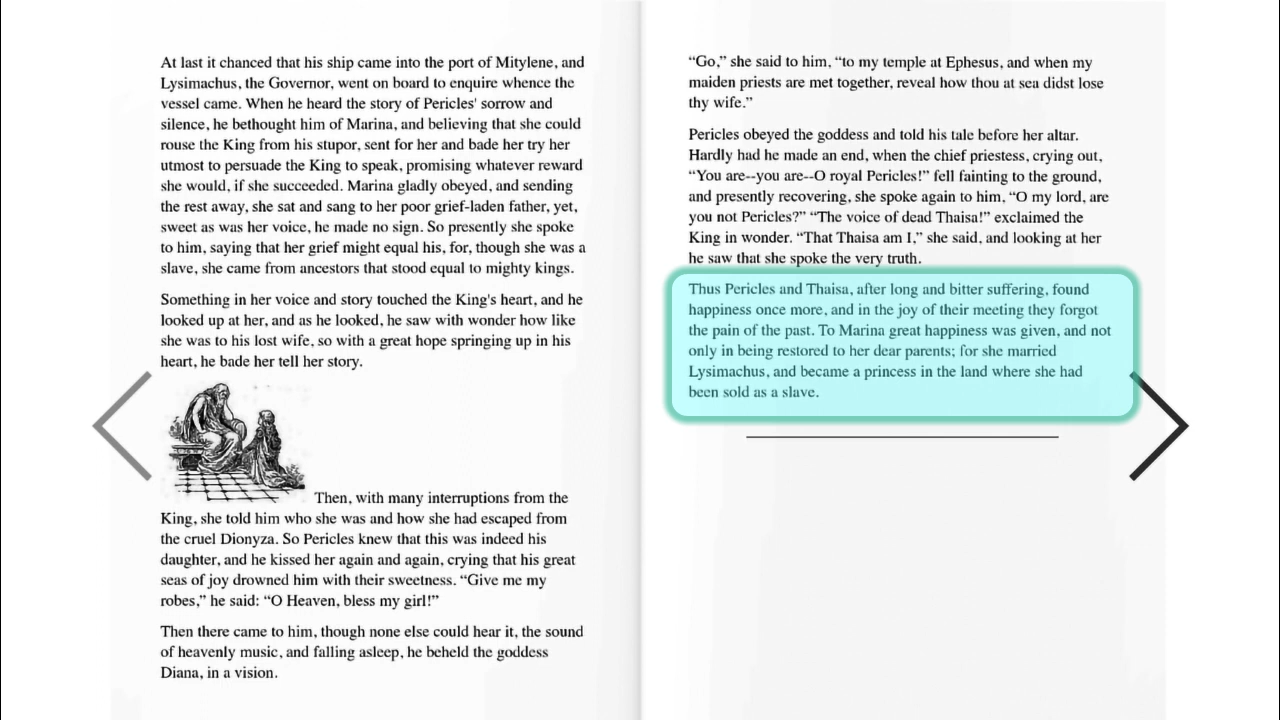 At last it chanced that his ship came into the port of Mitylene, and
Lysimachus, the Governor, went on board to enquire whence the
vessel came. When he heard the story of Pericles' sorrow and
silence, he bethought him of Marina, and believing that she could
rouse the King from his stupor, sent for her and bade her try her
utmost to persuade the King to speak, promising whatever reward
she would, if she succeeded. Marina gladly obeyed, and sending
the rest away, she sat and sang to her poor grief-laden father, yet,
sweet as was her voice, he made no sign. So presently she spoke
to him, saying that her grief might equal his, for, though she was a
slave, she came from ancestors that stood equal to mighty kings.
Something in her voice and story touched the King's heart, and he
looked up at her, and as he looked, he saw with wonder how like
she was to his lost wife, so with a great hope springing up in his
heart, he bade her tell her story.
Then, with many interruptions from the
King, she told him who she was and how she had escaped from
the cruel Dionyza. So Pericles knew that this was indeed his
daughter, and he kissed her again and again, crying that his great
seas of joy drowned him with their sweetness. “Give me my
robes,” he said: “O Heaven, bless my girl!”
Then there came to him, though none else could hear it, the sound
of heavenly music, and falling asleep, he beheld the goddess
Diana, in a vision.
“Go,” she said to him, “to my temple at Ephesus, and when my
maiden priests are met together, reveal how thou at sea didst lose
thy wife.”
Pericles obeyed the goddess and told his tale before her altar.
Hardly had he made an end, when the chief priestess, crying out,
“You are--you are--O royal Pericles!” fell fainting to the ground,
and presently recovering, she spoke again to him, “O my lord, are
you not Pericles?” “The voice of dead Thaisa!” exclaimed the
King in wonder. “That Thaisa am I,” she said, and looking at her
he saw that she spoke the very truth.
Thus Pericles and Thaisa, after long and bitter suffering, found
happiness once more, and in the joy of their meeting they forgot
the pain of the past. To Marina great happiness was given, and not
only in being restored to her dear parents; for she married
Lysimachus, and became a princess in the land where she had
been sold as a slave.